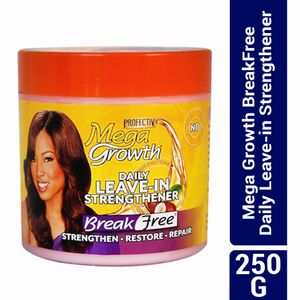 PROFECTIV
Mega
Growth
NO
DAILY
LEAVE-IN
STRENGTHENER
Break Free
STRENGTHEN • RESTORE • REPAIR
Mega Growth BreakFree
Daily Leave-in Strengthener
250
G